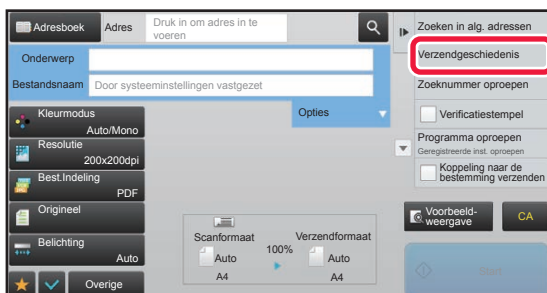 Adresboek
Adres
Druk in om adres in te
voeren
Onderwerp
Bestandsnaam
Door systeeminstellingen vastgezet
Opties
Kleurmodus
Auto/Mono
Resolutie
200x200dpi
Best.Indeling
PDF
Origineel
Belichting
Auto
Overige
Scanformaat
Auto
A4
100%
Verzendformaat
Auto
A4
Zoeken in alg. adressen
Verzendgeschiedenis
Zoeknummer oproepen
Verificatiestempel
Programma oproepen
Geregistreerde inst. oproepen
Koppeling naar de
bestemming verzenden
Voorbeeld-
weergave
CA
Start